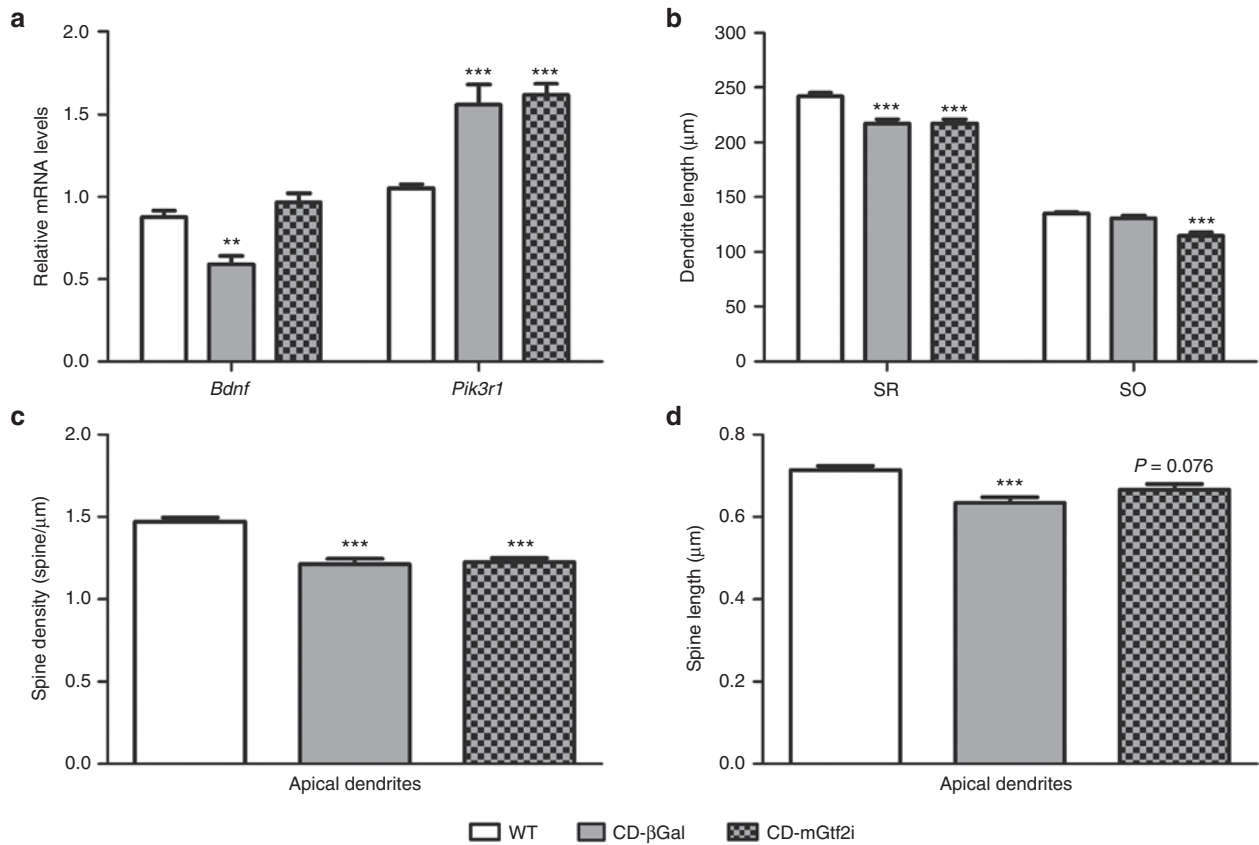 a
Relative mRNA levels
2.0
1.5
1.0
0.5
0.0
**
***
***
Bdnf
Pik3r1
b
Dendrite length (μm)
300
250
200
150
100
50
0
***
***
***
SR
SO
c
Spine density (spine/μm)
2.0
1.5
1.0
0.5
0.0
***
***
Apical dendrites
d
Spine length (μm)
0.8
0.6
0.4
0.2
0.0
***
P = 0.076
Apical dendrites
WT CD-βGal CD-mGtf2i